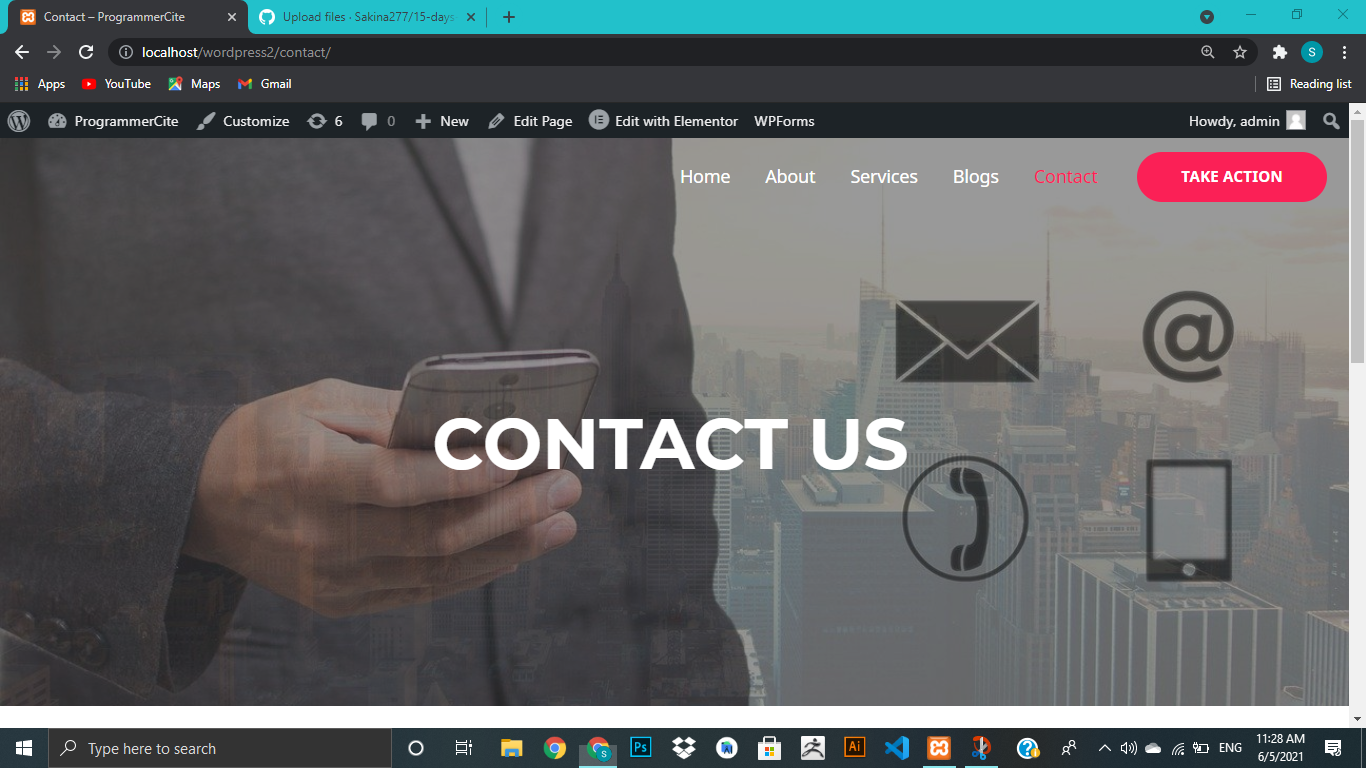 Contact – ProgrammerCite
Upload files · Sakina277/15-days
localhost/wordpress2/contact/
S
Apps YouTube Maps Gmail Reading list
ProgrammerCite Customize 6 0 New Edit Page Edit with Elementor WPForms Howdy, admin
Home About Services Blogs Contact TAKE ACTION
@
CONTACT US
Type here to search
S
Ps
Ai
ENG
11:28 AM
6/5/2021